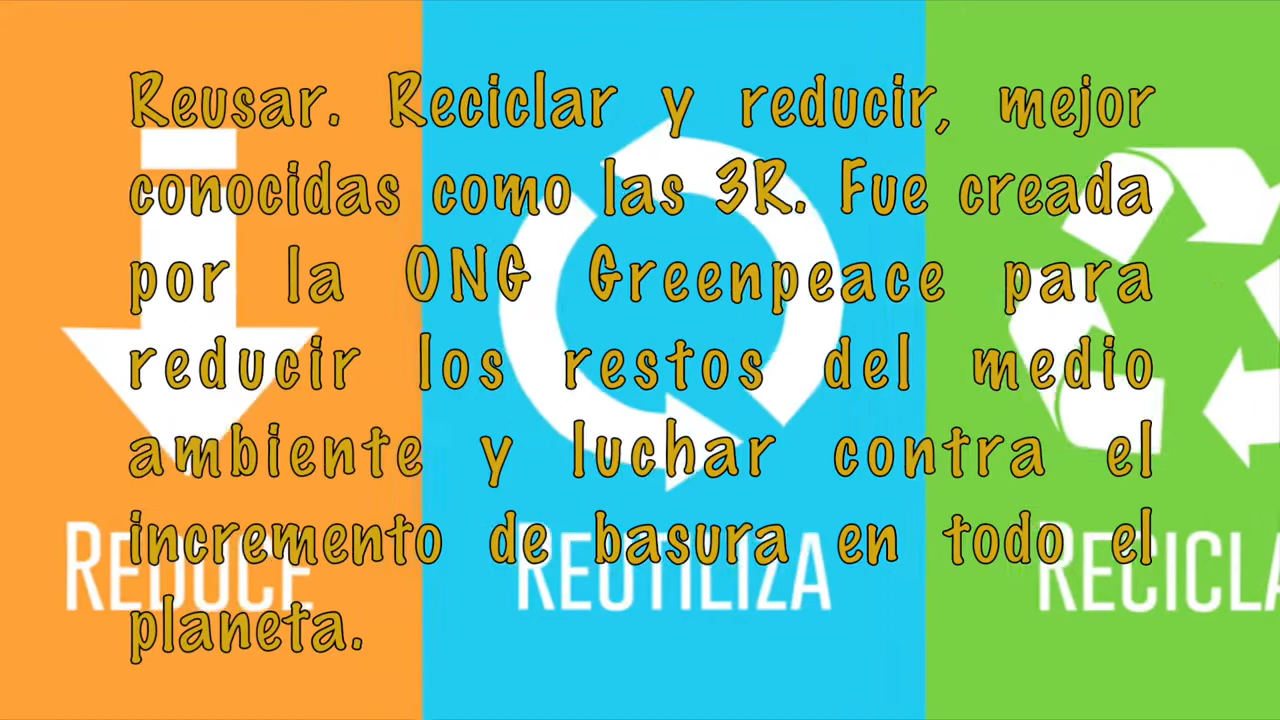 Reusar. Reciclar y reducir, mejor
conocidas como las 3R. Fue creada
por la ONG Greenpeace para
reducir los restos del medio
ambiente y luchar contra el
incremento de basura en todo el
planeta.
REDUCE
REUTILIZA
RECICLA